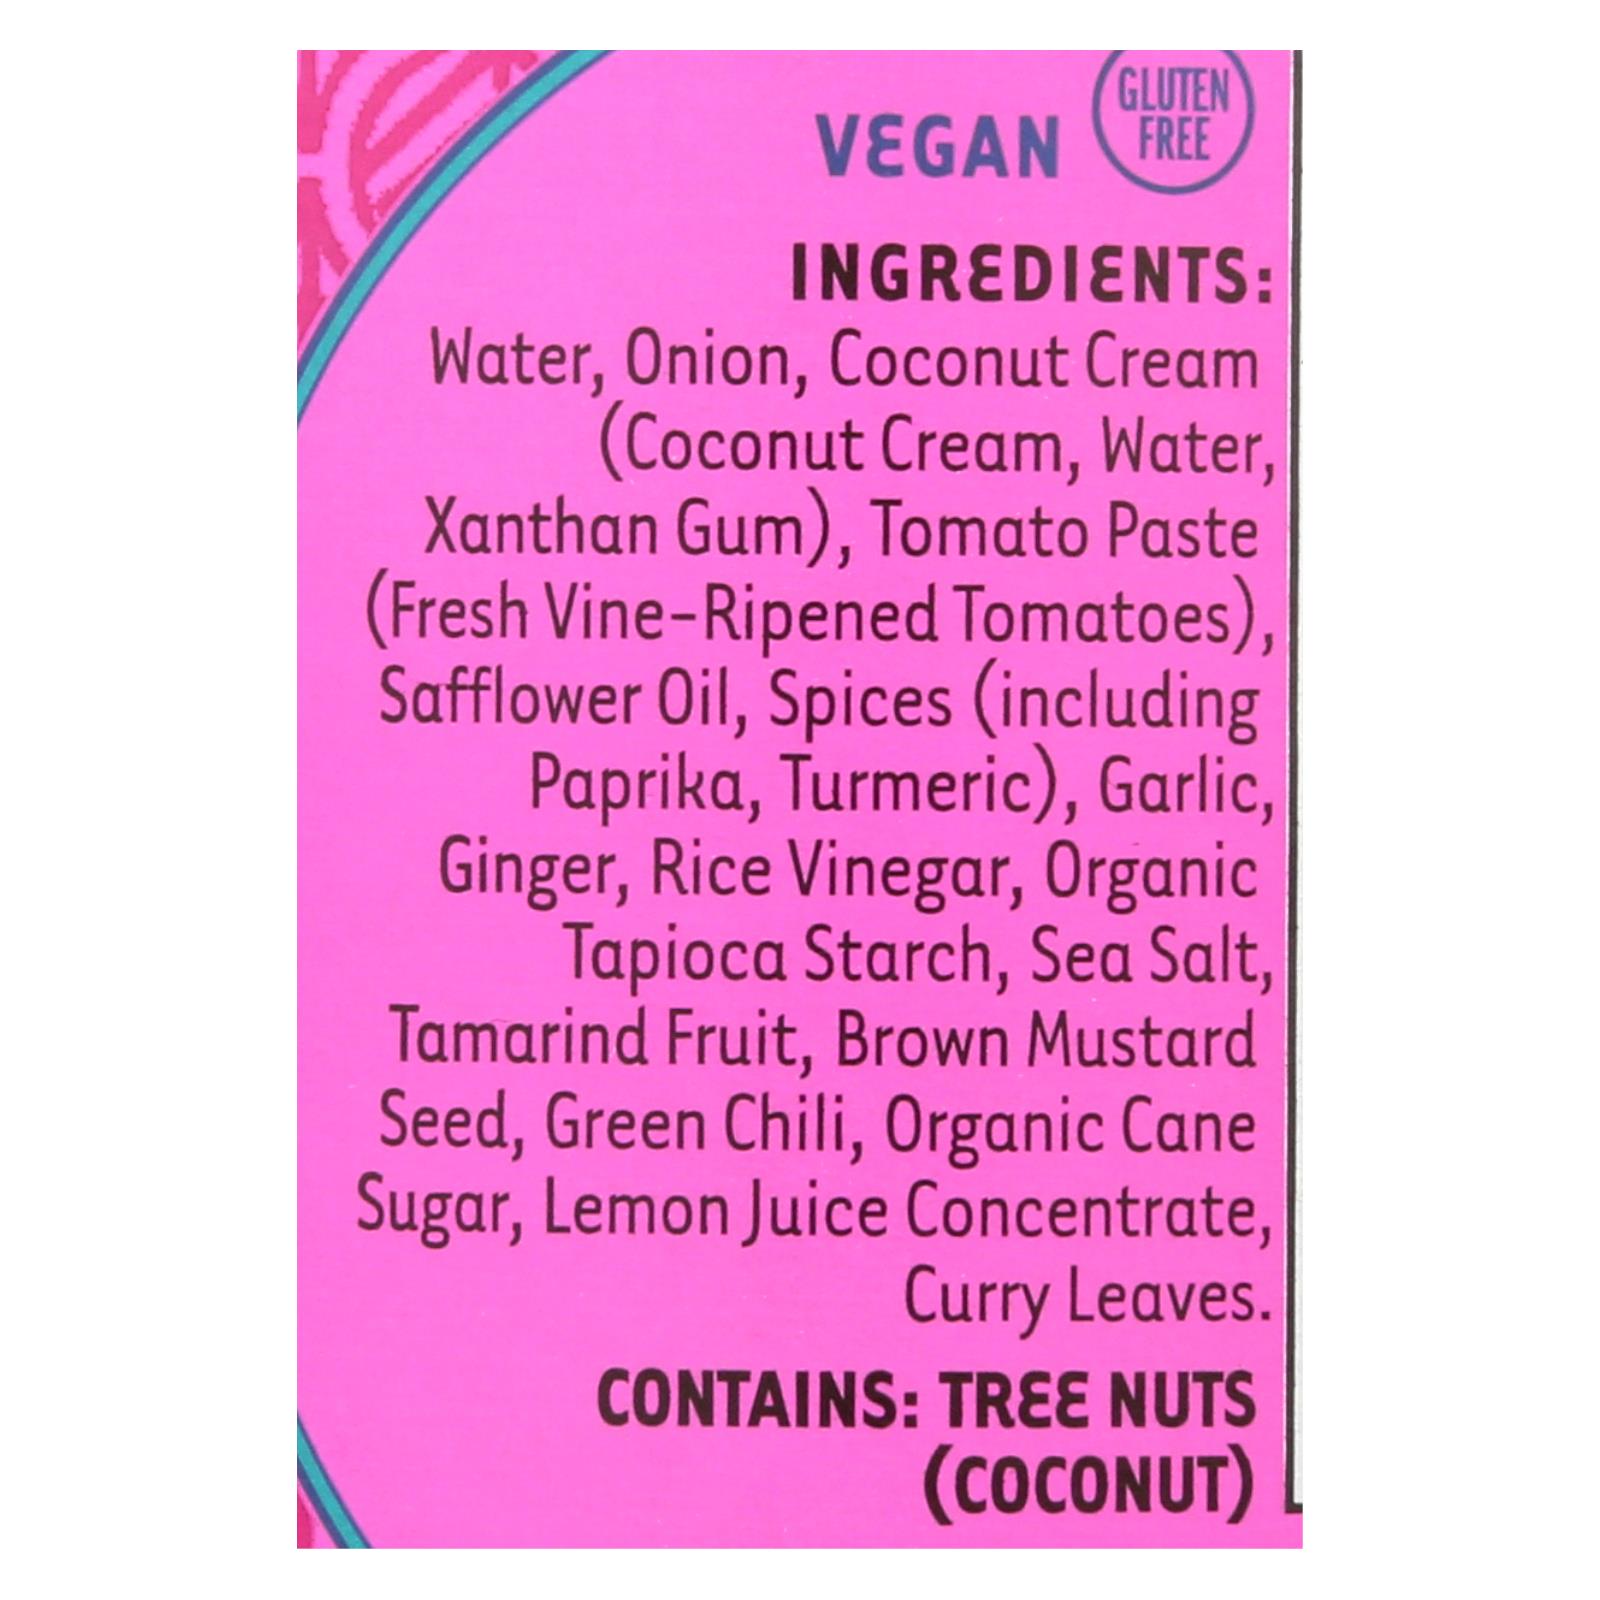 VEGAN
GLUTEN
FREE
INGREDIENTS:
Water, Onion, Coconut Cream
(Coconut Cream, Water,
Xanthan Gum), Tomato Paste
(Fresh Vine-Ripened Tomatoes),
Safflower Oil, Spices (including
Paprika, Turmeric), Garlic,
Ginger, Rice Vinegar, Organic
Tapioca Starch, Sea Salt,
Tamarind Fruit, Brown Mustard
Seed, Green Chili, Organic Cane
Sugar, Lemon Juice Concentrate,
Curry Leaves.
CONTAINS: TREE NUTS
(COCONUT)